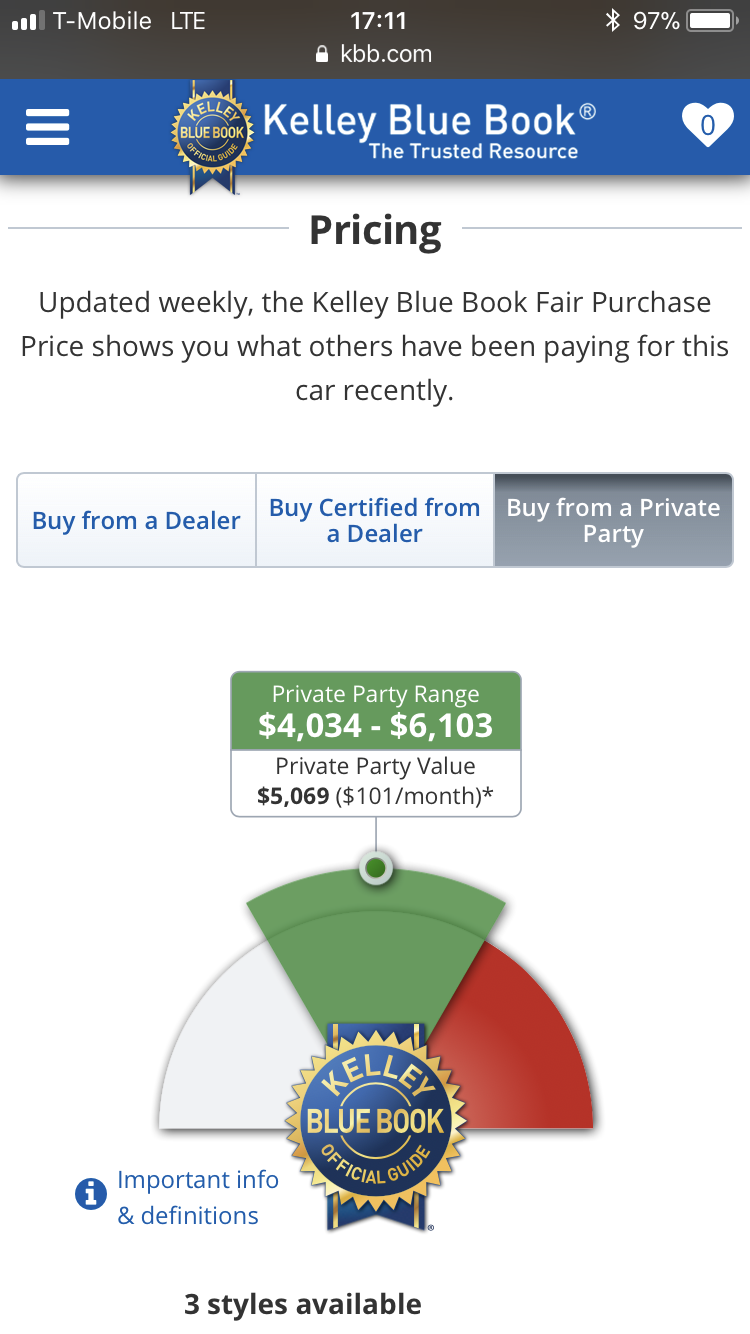 T-Mobile LTE 17:11 97%
kbb.com
KELLEY
BLUE BOOK
OFFICIAL GUIDE
Kelley Blue Book®
The Trusted Resource
0
Pricing
Updated weekly, the Kelley Blue Book Fair Purchase
Price shows you what others have been paying for this
car recently.
Buy from a Dealer
Buy Certified from
a Dealer
Buy from a Private
Party
Private Party Range
$4,034 - $6,103
Private Party Value
$5,069 ($101/month)*
KELLEY
BLUE BOOK
OFFICIAL GUIDE
®
Important info
& definitions
3 styles available